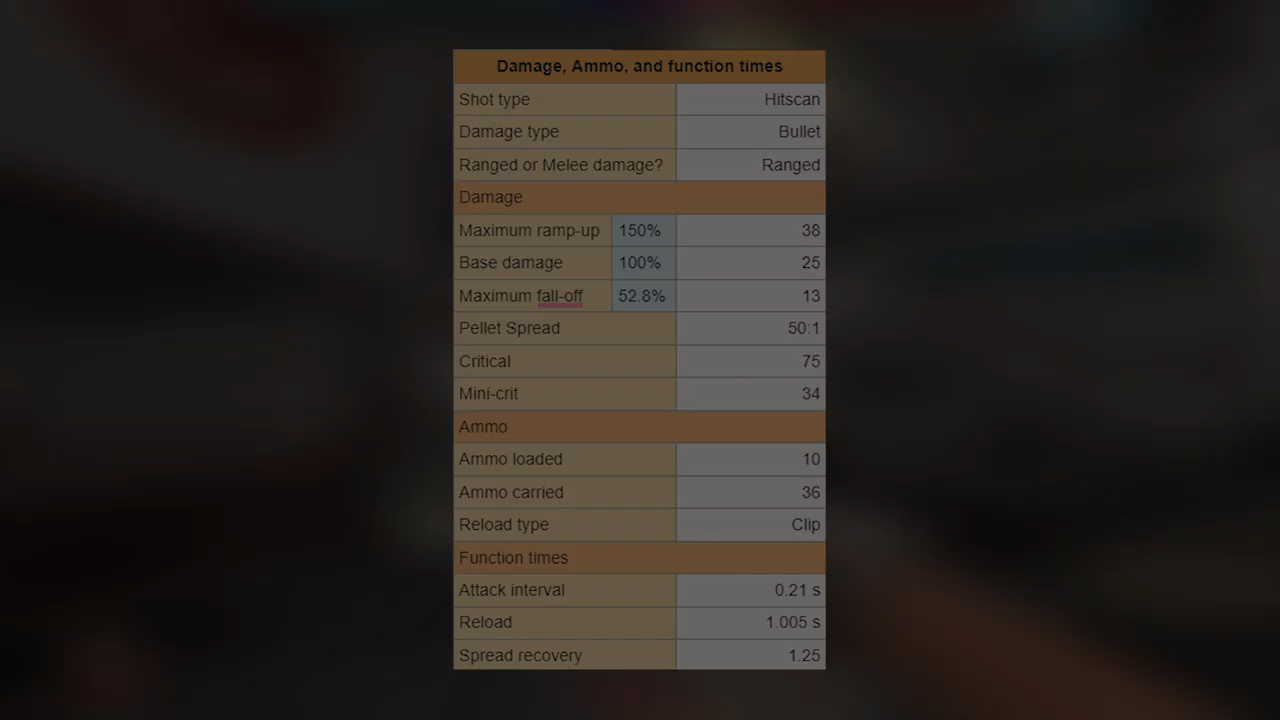 Damage, Ammo, and function times
Shot type Hitscan
Damage type Bullet
Ranged or Melee damage? Ranged
Damage
Maximum ramp-up 150% 38
Base damage 100% 25
Maximum fall-off 52.8% 13
Pellet Spread 50:1
Critical 75
Mini-crit 34
Ammo
Ammo loaded 10
Ammo carried 36
Reload type Clip
Function times
Attack interval 0.21 s
Reload 1.005 s
Spread recovery 1.25